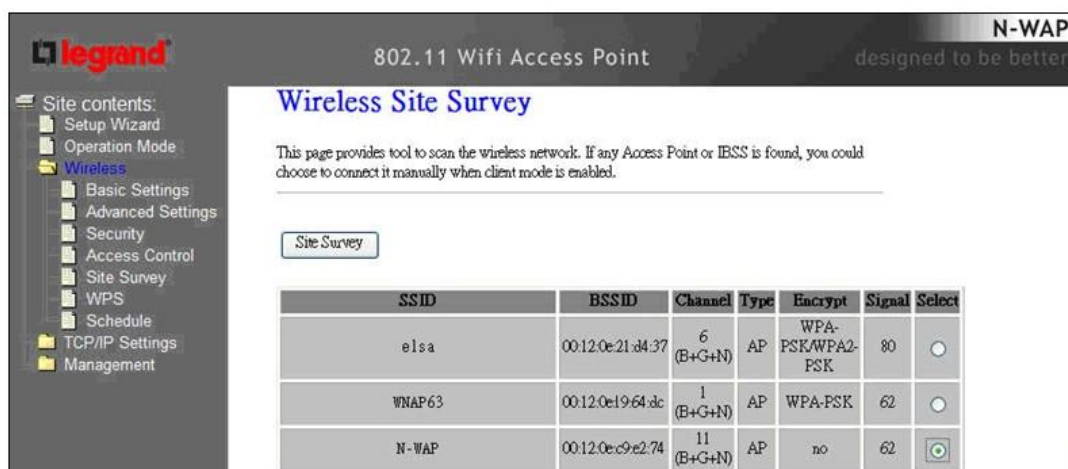 N-WAP
legrand
802.11 Wifi Access Point
designed to be better
Site contents:
Setup Wizard
Operation Mode
Wireless
Basic Settings
Advanced Settings
Security
Access Control
Site Survey
WPS
Schedule
TCP/IP Settings
Management
Wireless Site Survey
This page provides tool to scan the wireless network. If any Access Point or IBSS is found, you could
choose to connect it manually when client mode is enabled.
Site Survey
SSID BSSID Channel Type Encrypt Signal Select
elsa 00:12:0e:21:d4:37 6 (B+G+N) AP WPA-PSK/WPA2-PSK 80
WNAP63 00:12:0e:19:64:dc 1 (B+G+N) AP WPA-PSK 62
N-WAP 00:12:0e:c9:e2:74 11 (B+G+N) AP no 62